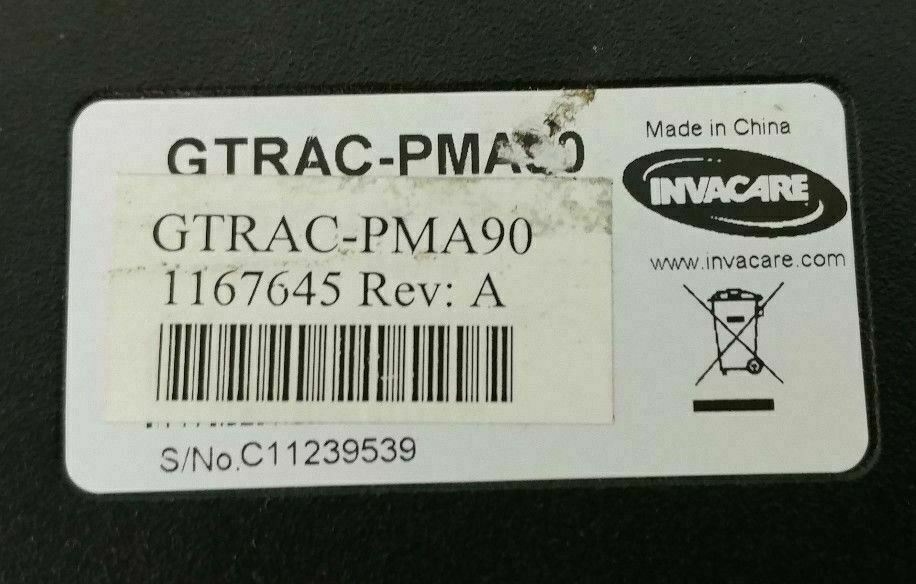 GTRAC-PMA90
Made in China
INVACARE
www.invacare.com
GTRAC-PMA90
1167645 Rev: A
S/No.C11239539